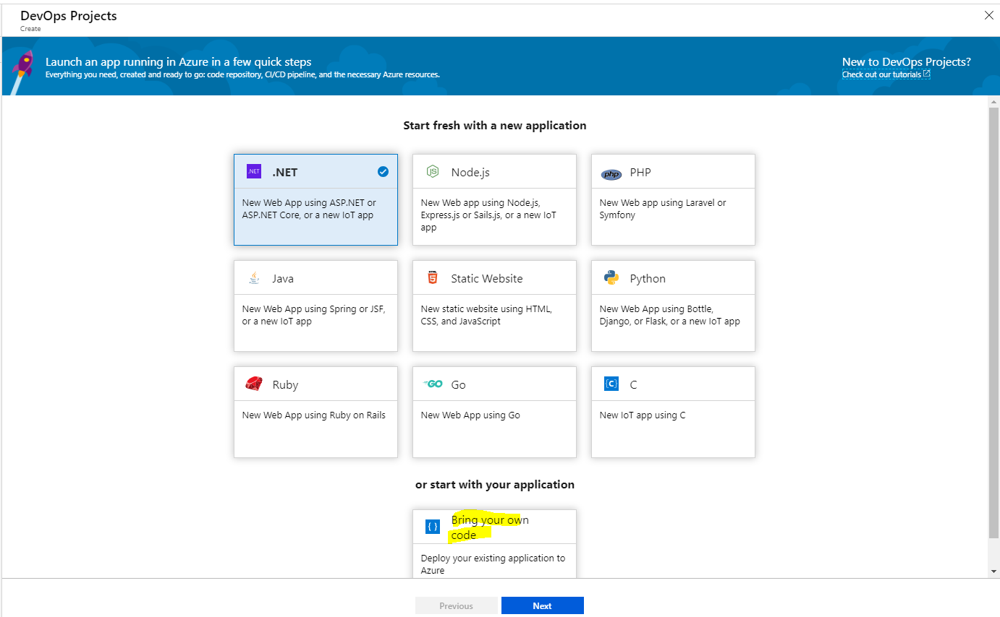 DevOps Projects
Create
Launch an app running in Azure in a few quick steps
Everything you need, created and ready to go: code repository, CI/CD pipeline, and the necessary Azure resources.
New to DevOps Projects?
Check out our tutorials
Start fresh with a new application
.NET
.NET
New Web App using ASP.NET or
ASP.NET Core, or a new IoT app
JS
Node.js
New Web app using Node.js,
Express.js or Sails.js, or a new IoT
app
php
PHP
New Web app using Laravel or
Symfony
Java
New Web App using Spring or JSF,
or a new IoT app
HTML
5
Static Website
New static website using HTML,
CSS, and JavaScript
Python
New Web App using Bottle,
Django, or Flask, or a new IoT app
Ruby
New Web App using Ruby on Rails
GO
Go
New Web App using Go
{C}
C
New IoT app using C
or start with your application
{ }
Bring your own
code
Deploy your existing application to
Azure
Previous
Next